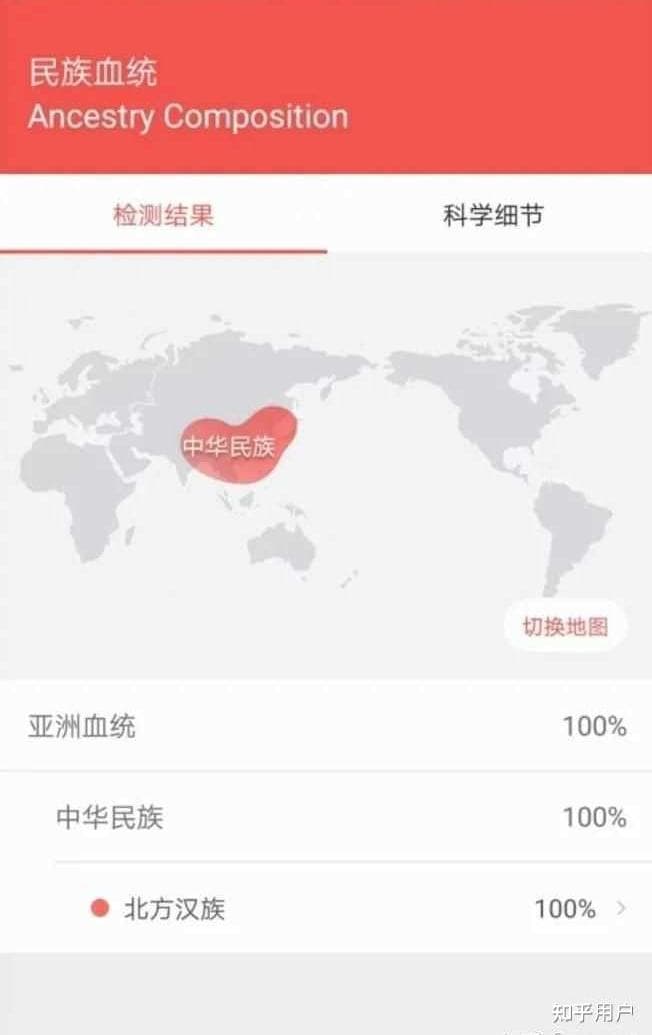 民族血统
Ancestry Composition
检测结果
科学细节
中华民族
切换地图
亚洲血统 100%
中华民族 100%
北方汉族 100%
知乎用户